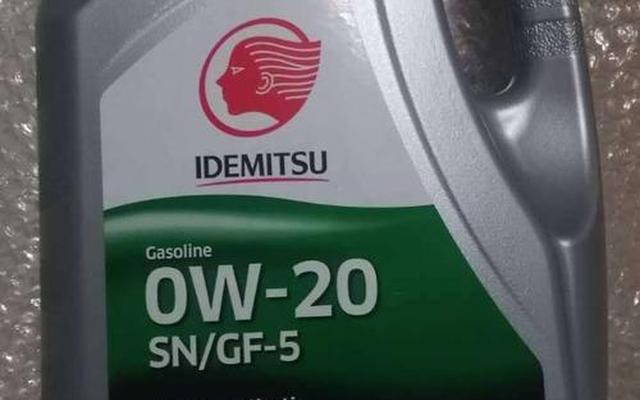 IDEMITSU
Gasoline
0W-20
SN/GF-5